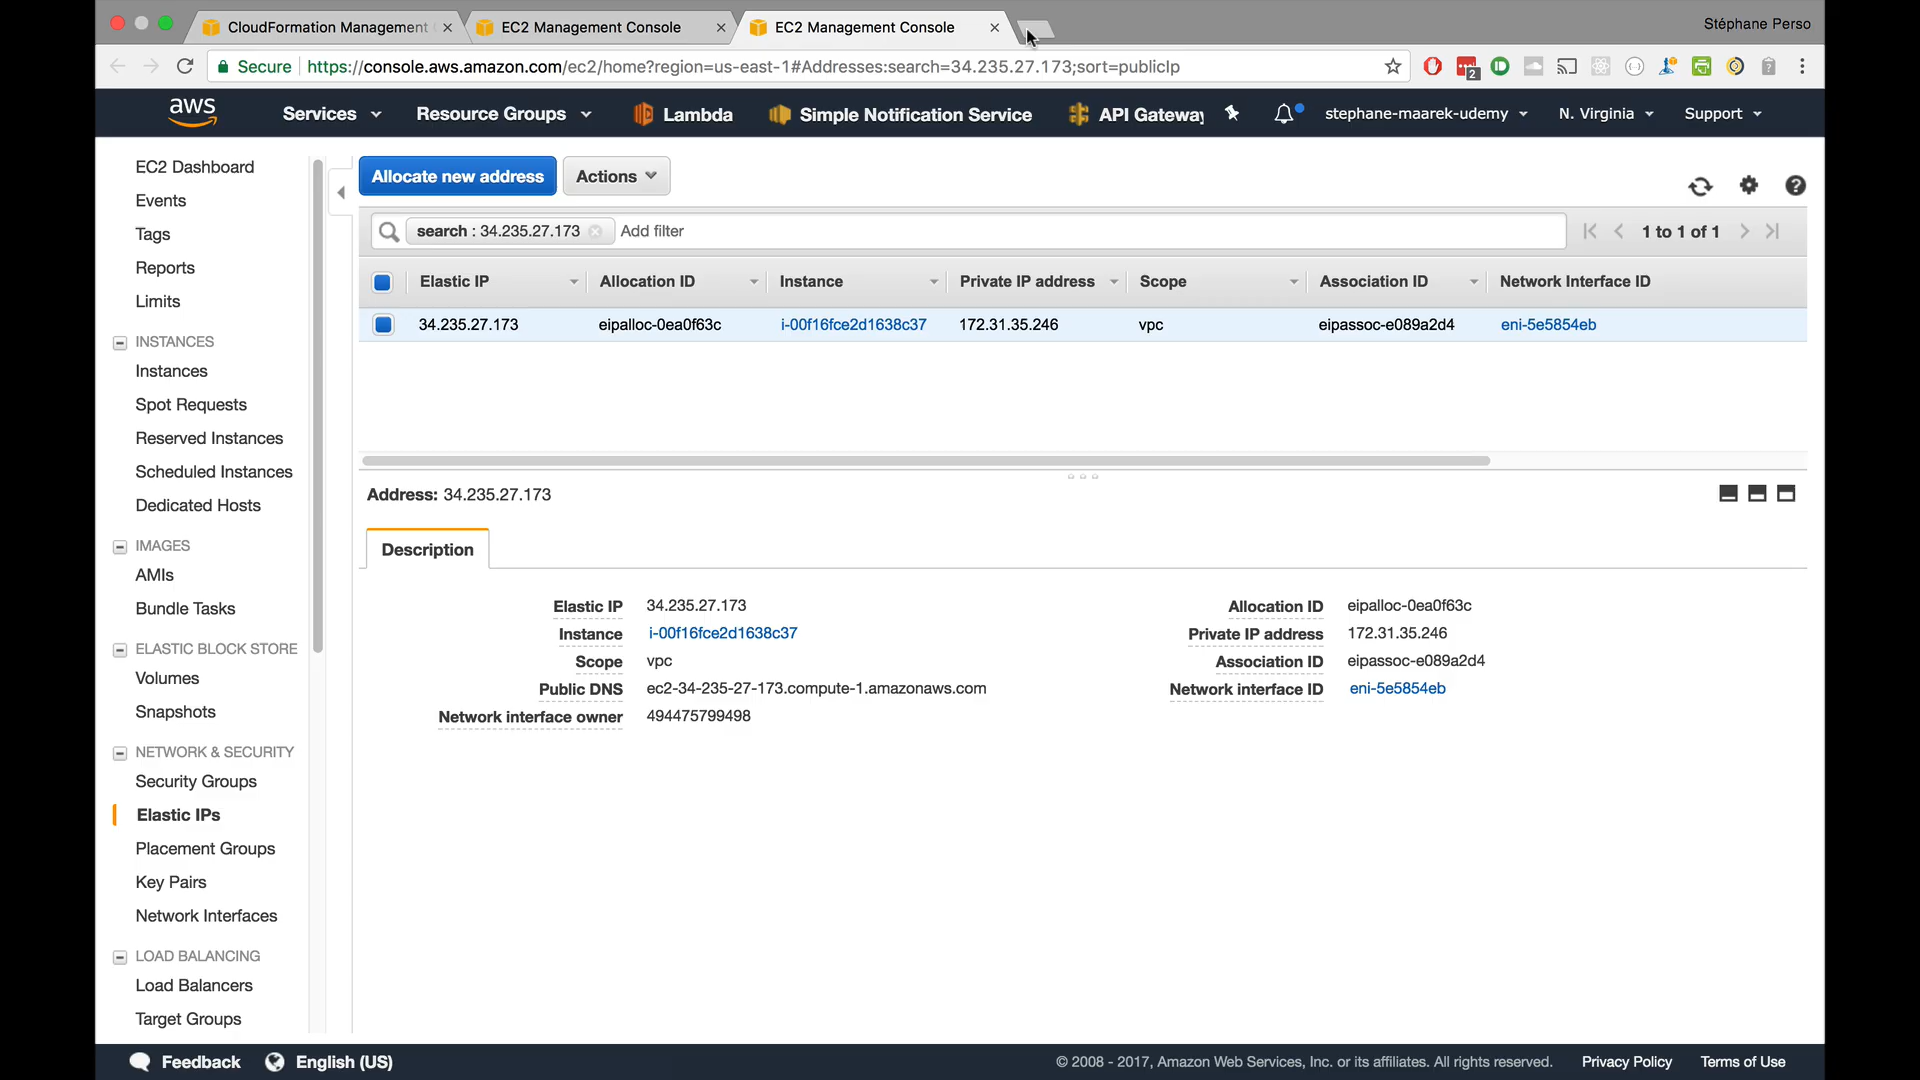 CloudFormation Management
EC2 Management Console
EC2 Management Console
Stéphane Perso
Secure
https://console.aws.amazon.com/ec2/home?region=us-east-1#Addresses:search=34.235.27.173;sort=publicIp
2
aws
Services
Resource Groups
Lambda
Simple Notification Service
API Gateway
stephane-maarek-udemy
N. Virginia
Support
EC2 Dashboard
Events
Tags
Reports
Limits
INSTANCES
Instances
Spot Requests
Reserved Instances
Scheduled Instances
Dedicated Hosts
IMAGES
AMIs
Bundle Tasks
ELASTIC BLOCK STORE
Volumes
Snapshots
NETWORK & SECURITY
Security Groups
Elastic IPs
Placement Groups
Key Pairs
Network Interfaces
LOAD BALANCING
Load Balancers
Target Groups
Allocate new address
Actions
search : 34.235.27.173
Add filter
1 to 1 of 1
Elastic IP Allocation ID Instance Private IP address Scope Association ID Network Interface ID
34.235.27.173 eipalloc-0ea0f63c i-00f16fce2d1638c37 172.31.35.246 vpc eipassoc-e089a2d4 eni-5e5854eb
Address: 34.235.27.173
Description
Elastic IP 34.235.27.173
Instance i-00f16fce2d1638c37
Scope vpc
Public DNS ec2-34-235-27-173.compute-1.amazonaws.com
Network interface owner 494475799498
Allocation ID eipalloc-0ea0f63c
Private IP address 172.31.35.246
Association ID eipassoc-e089a2d4
Network interface ID eni-5e5854eb
Feedback
English (US)
© 2008 - 2017, Amazon Web Services, Inc. or its affiliates. All rights reserved.
Privacy Policy
Terms of Use